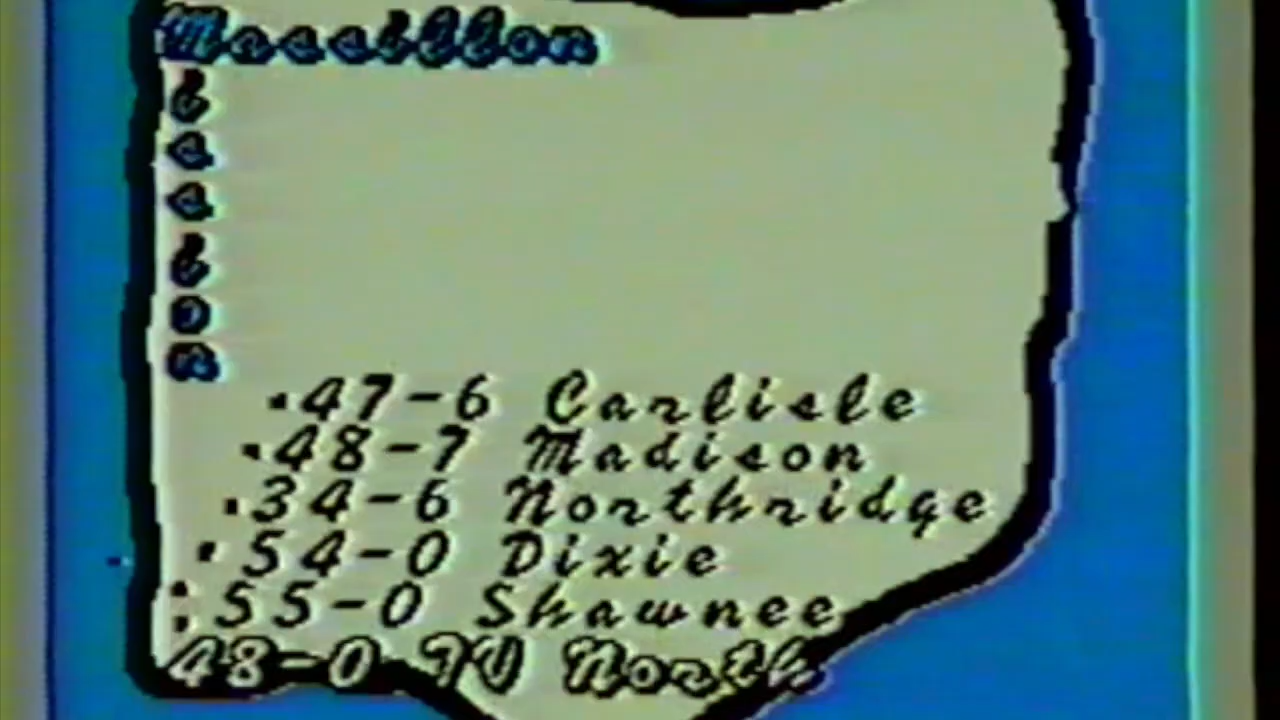 Massillon
i
s
s
i
o
n
.47-6 Carlisle
.48-7 Madison
.34-6 Northridge
.54-0 Dixie
:55-0 Shawnee
48-0 TV North